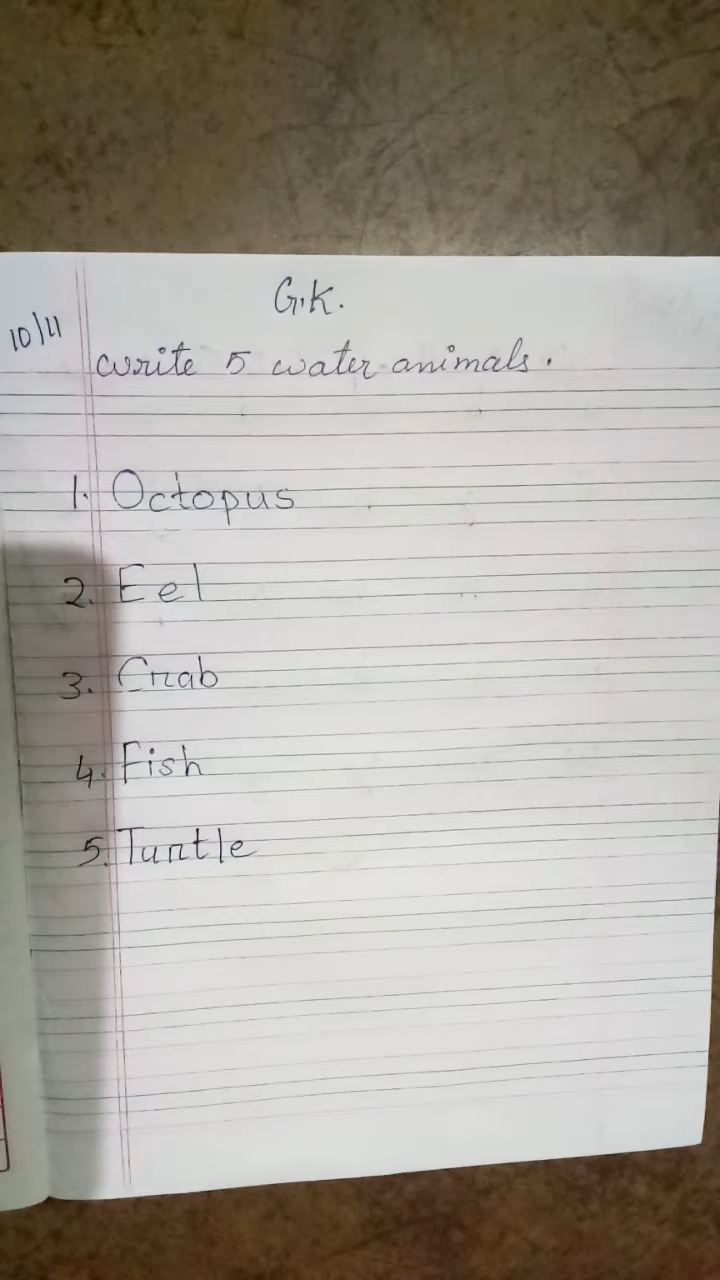 G.K.
10/11
write 5 water animals.
1. Octopus
2. Eel
3. Crab
4. Fish
5. Turtle